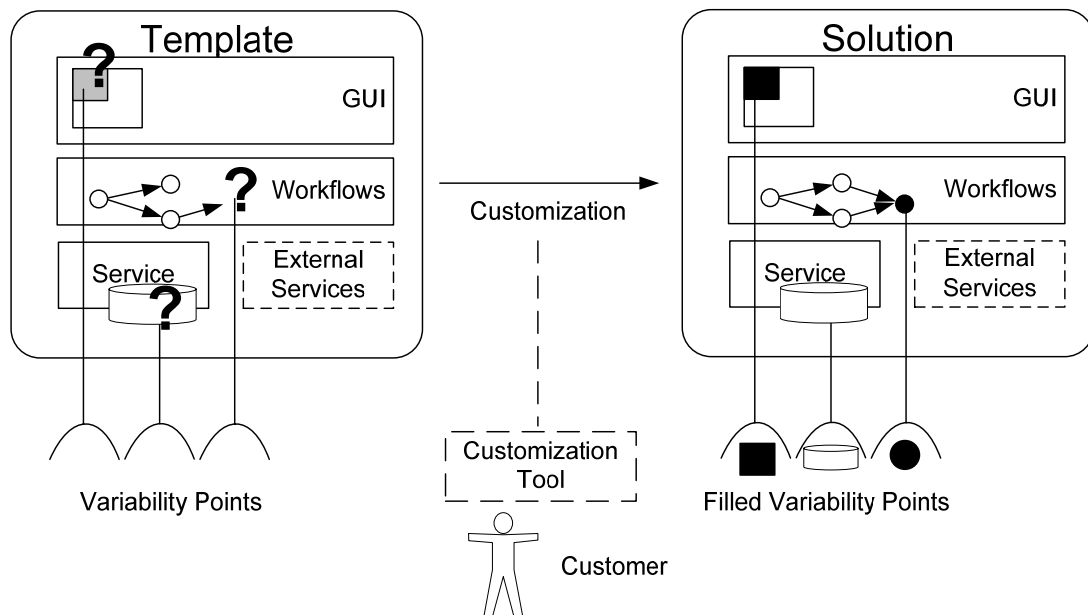 Template
?
GUI
?
Workflows
Service
?
External
Services
Variability Points
Customization
Customization
Tool
Customer
Solution
GUI
Workflows
Service
External
Services
Filled Variability Points